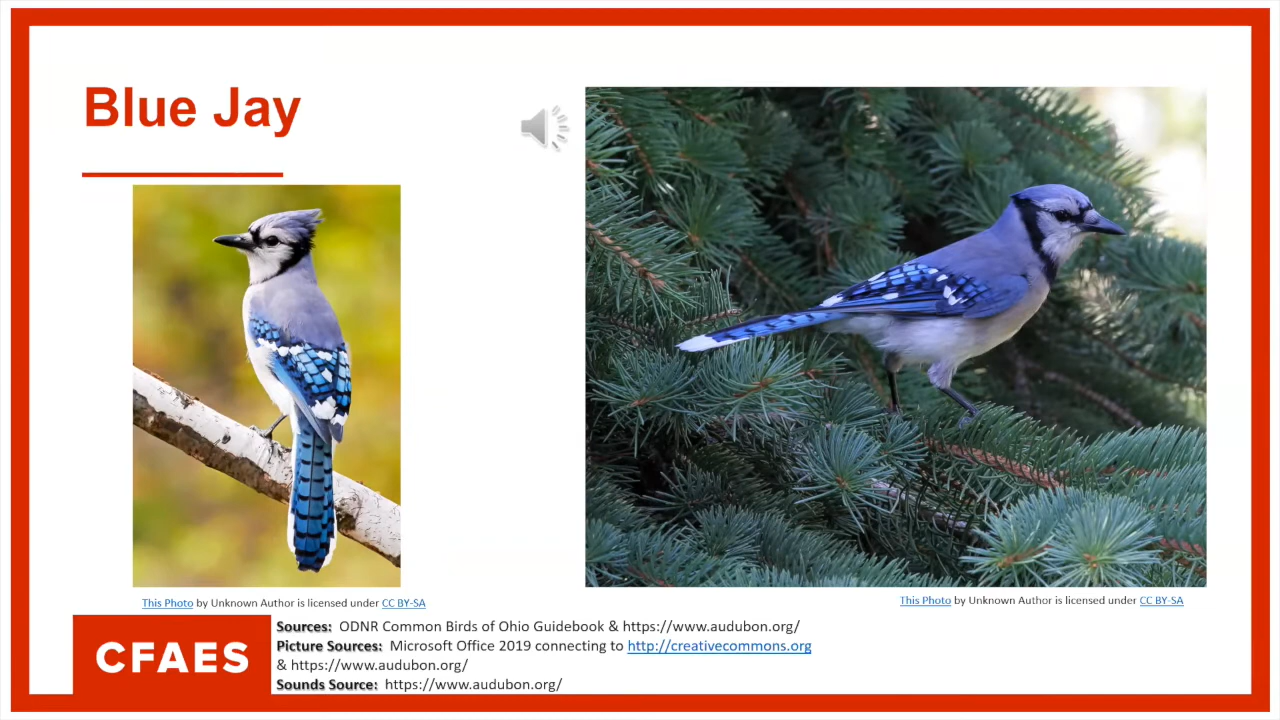 Blue Jay
This Photo by Unknown Author is licensed under CC BY-SA
This Photo by Unknown Author is licensed under CC BY-SA
CFAES
Sources: ODNR Common Birds of Ohio Guidebook & https://www.audubon.org/
Picture Sources: Microsoft Office 2019 connecting to http://creativecommons.org
& https://www.audubon.org/
Sounds Source: https://www.audubon.org/